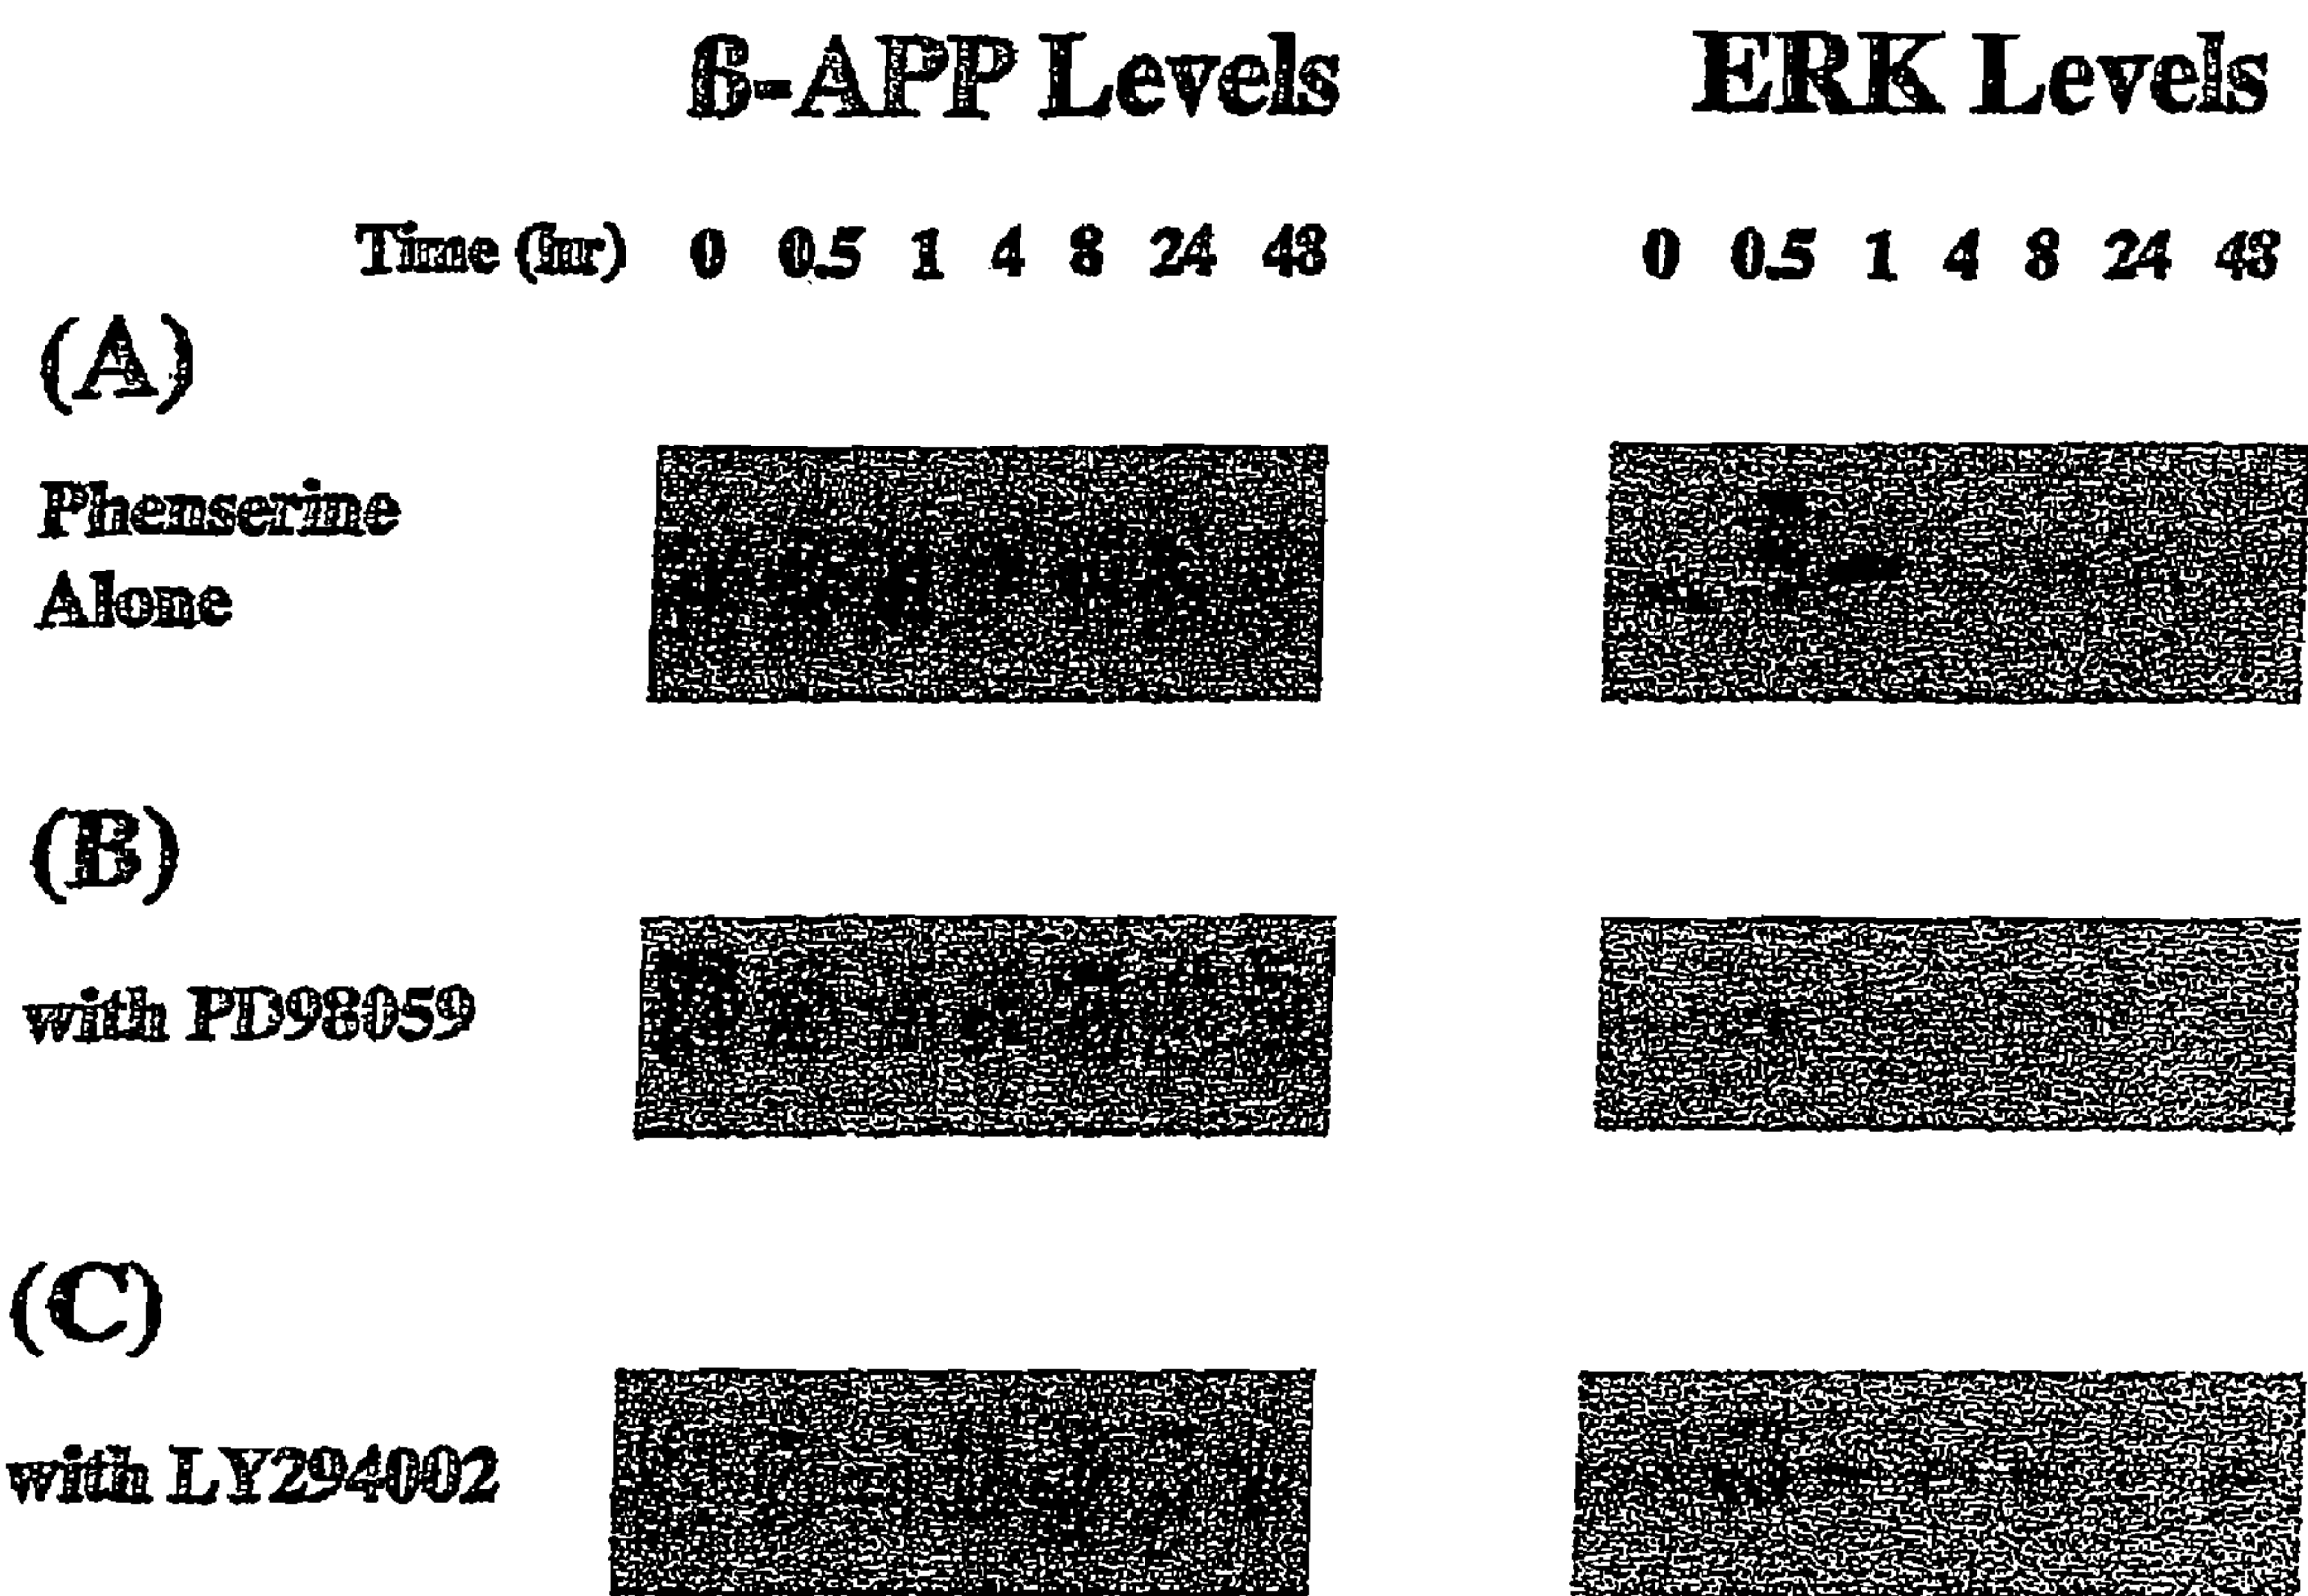 ß-APP Levels ERK Levels
Time (hr) 0 0.5 1 4 8 24 48 0 0.5 1 4 8 24 48
(A)
Phenserine
Alone
(B)
with PD98059
(C)
with LY294002